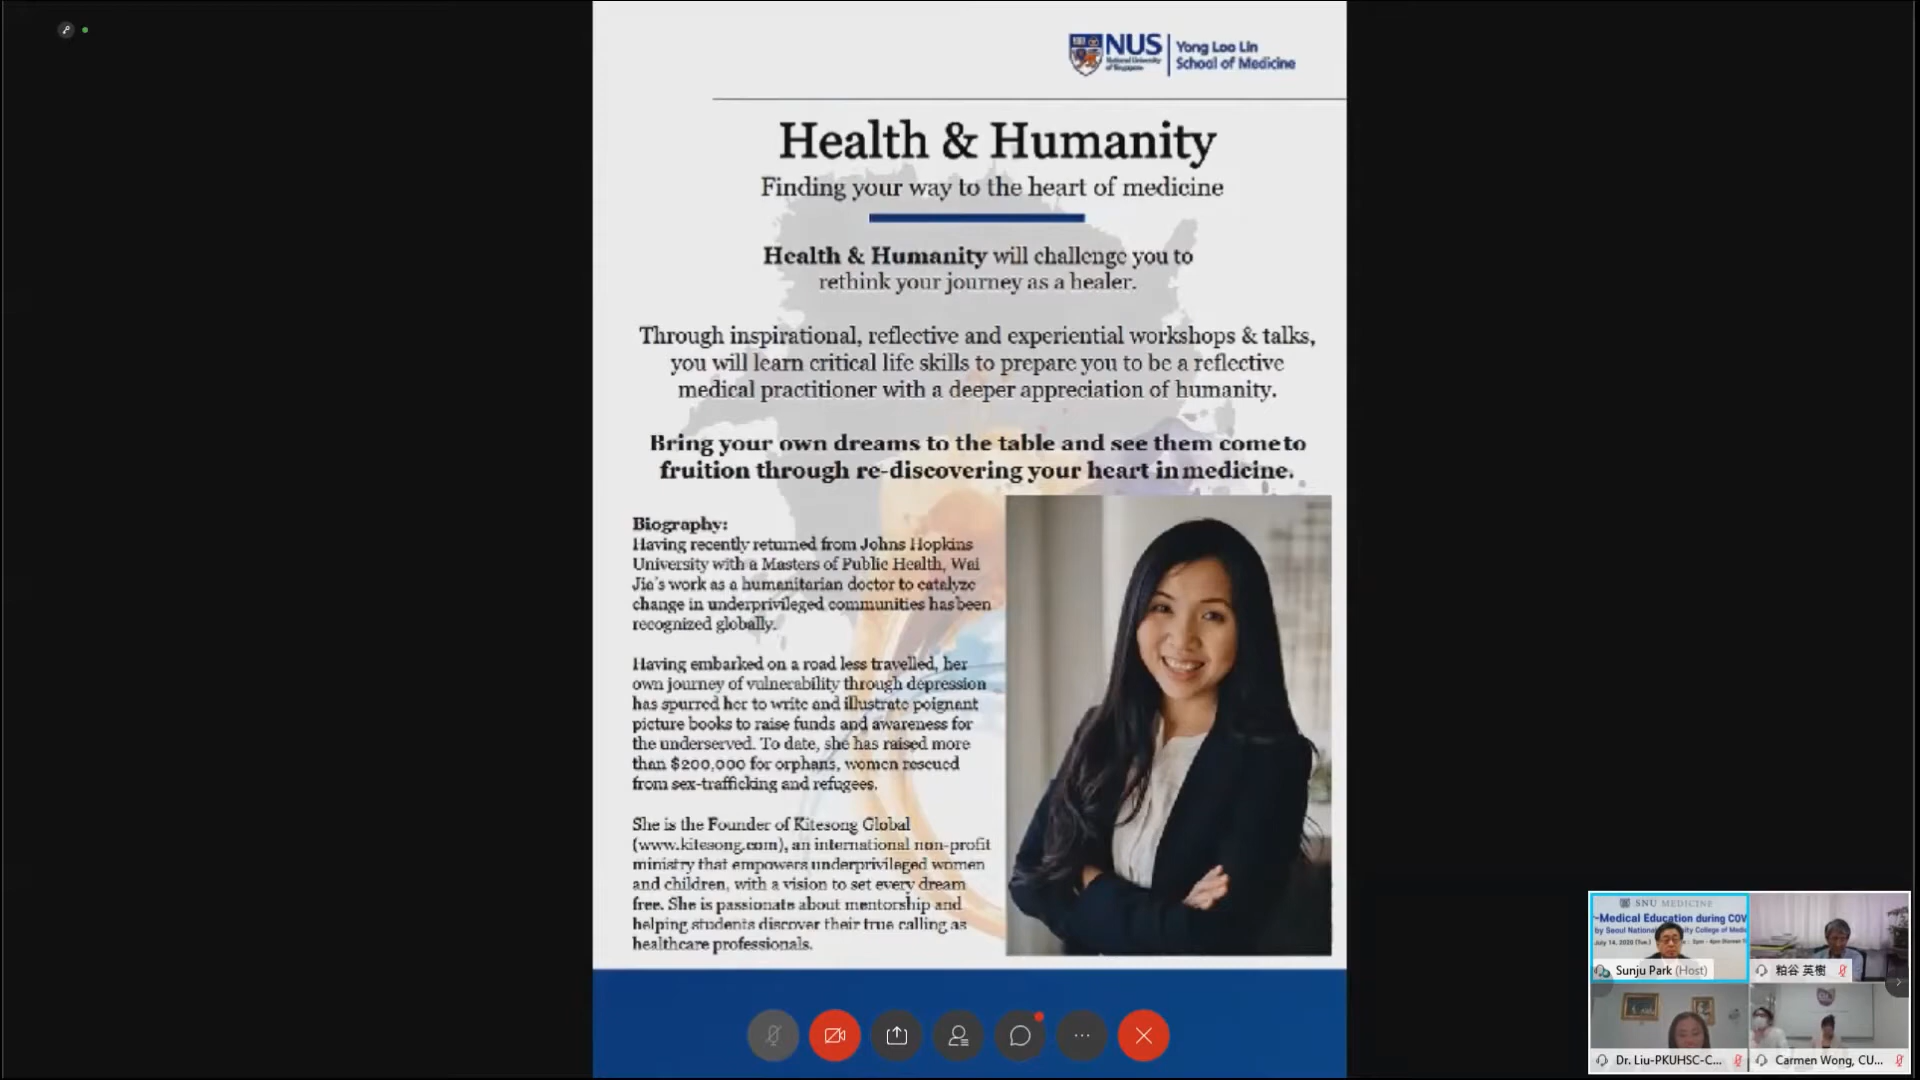 NUS
National University
of Singapore
Yong Loo Lin
School of Medicine
Health & Humanity
Finding your way to the heart of medicine
Health & Humanity will challenge you to
rethink your journey as a healer.
Through inspirational, reflective and experiential workshops & talks,
you will learn critical life skills to prepare you to be a reflective
medical practitioner with a deeper appreciation of humanity.
Bring your own dreams to the table and see them come to
fruition through re-discovering your heart in medicine.
Biography:
Having recently returned from Johns Hopkins
University with a Masters of Public Health, Wai
Jia's work as a humanitarian doctor to catalyze
change in underprivileged communities has been
recognized globally.
Having embarked on a road less travelled, her
own journey of vulnerability through depression
has spurred her to write and illustrate poignant
picture books to raise funds and awareness for
the underserved. To date, she has raised more
than $200,000 for orphans, women rescued
from sex-trafficking and refugees.
She is the Founder of Kitesong Global
(www.kitesong.com), an international non-profit
ministry that empowers underprivileged women
and children, with a vision to set every dream
free. She is passionate about mentorship and
helping students discover their true calling as
healthcare professionals.
SNU MEDICINE
Medical Education during COV
by Seoul National
College of Medic
July 14, 2020 (Tue.)
Sunju Park (Host)
粕谷 英樹
Dr. Liu-PKUHSC-C...
Carmen Wong, CU...